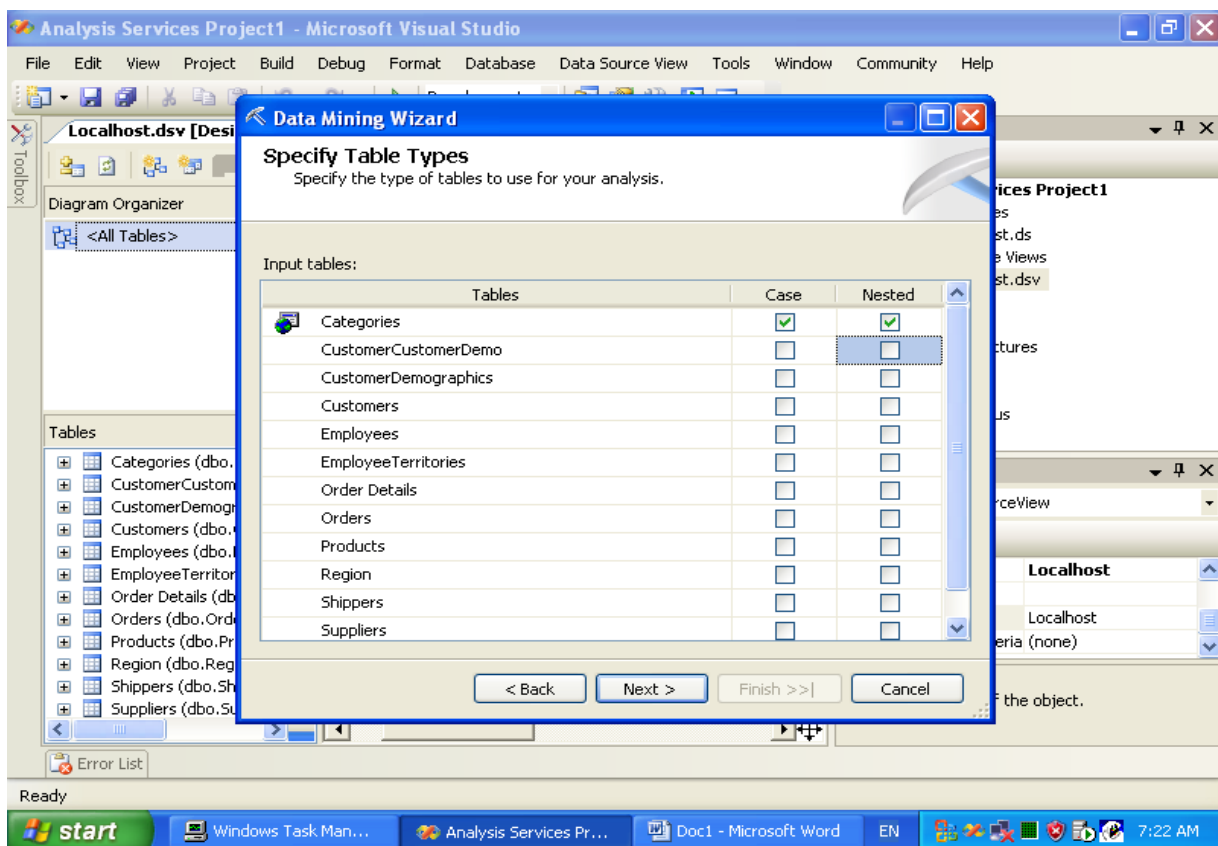 Analysis Services Project1 - Microsoft Visual Studio
File Edit View Project Build Debug Format Database Data Source View Tools Window Community Help
Toolbox
Localhost.dsv [Desi
Diagram Organizer
<All Tables>
Tables
Categories (dbo.
CustomerCustom
CustomerDemogr
Customers (dbo.
Employees (dbo.
EmployeeTerritor
Order Details (db
Orders (dbo.Ord
Products (dbo.Pr
Region (dbo.Reg
Shippers (dbo.Sh
Suppliers (dbo.Su
Data Mining Wizard
Specify Table Types
Specify the type of tables to use for your analysis.
Input tables:
Tables Case Nested
Categories
CustomerCustomerDemo
CustomerDemographics
Customers
Employees
EmployeeTerritories
Order Details
Orders
Products
Region
Shippers
Suppliers
< Back Next > Finish >>| Cancel
ices Project1
es
st.ds
e Views
st.dsv
tures
us
rceView
Localhost
Localhost
eria (none)
f the object.
Error List
Ready
start Windows Task Man... Analysis Services Pr... Doc1 - Microsoft Word EN 7:22 AM